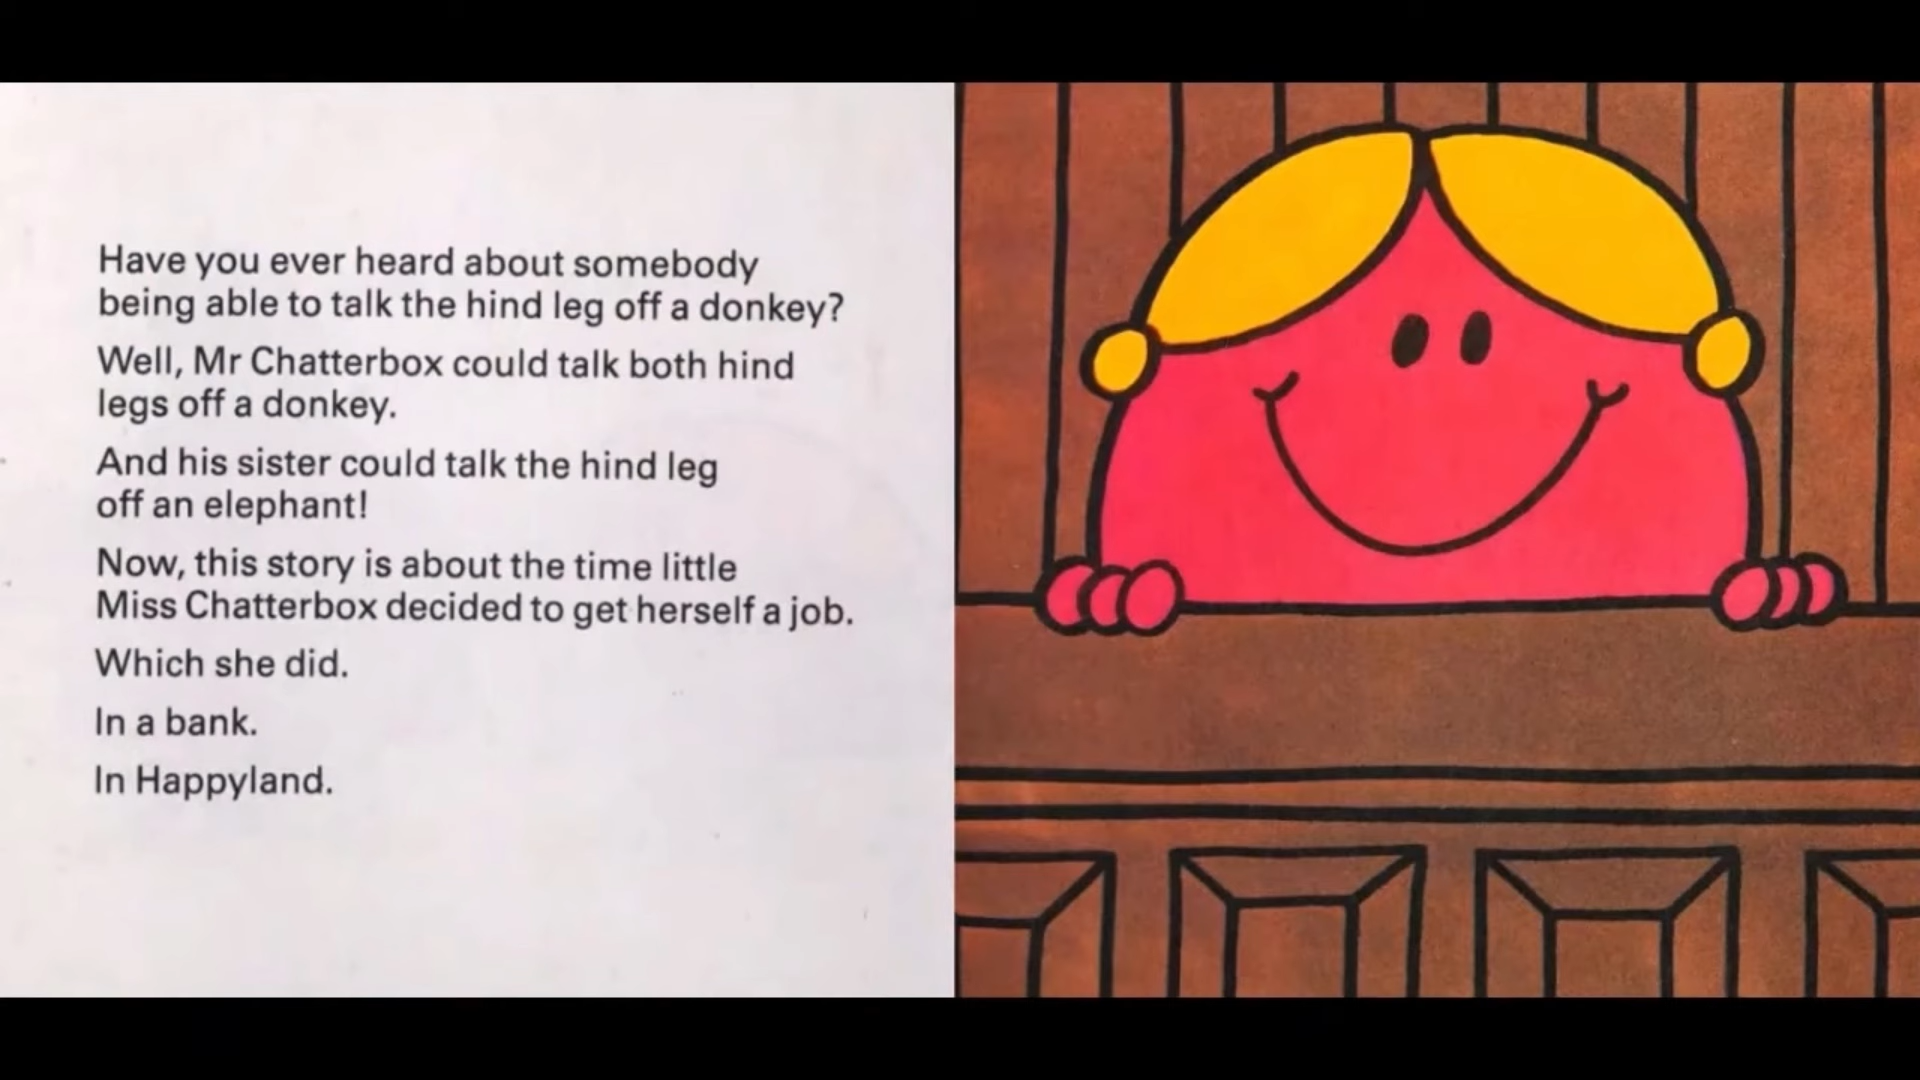 Have you ever heard about somebody
being able to talk the hind leg off a donkey?
Well, Mr Chatterbox could talk both hind
legs off a donkey.
And his sister could talk the hind leg
off an elephant!
Now, this story is about the time little
Miss Chatterbox decided to get herself a job.
Which she did.
In a bank.
In Happyland.